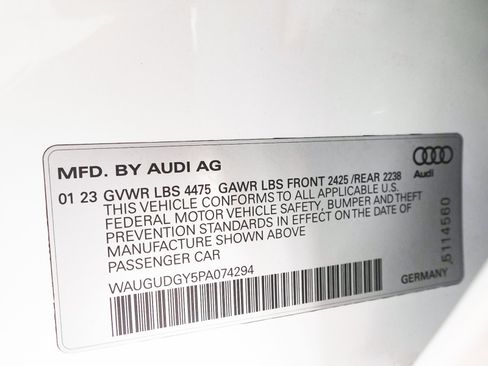 MFD. BY AUDI AG
01 23 GVWR LBS 4475 GAWR LBS FRONT 2425 /REAR 2238
THIS VEHICLE CONFORMS TO ALL APPLICABLE U.S.
FEDERAL MOTOR VEHICLE SAFETY, BUMPER AND THEFT
PREVENTION STANDARDS IN EFFECT ON THE DATE OF
MANUFACTURE SHOWN ABOVE
PASSENGER CAR
WAUGUDGY5PA074294
Audi
6114560
GERMANY